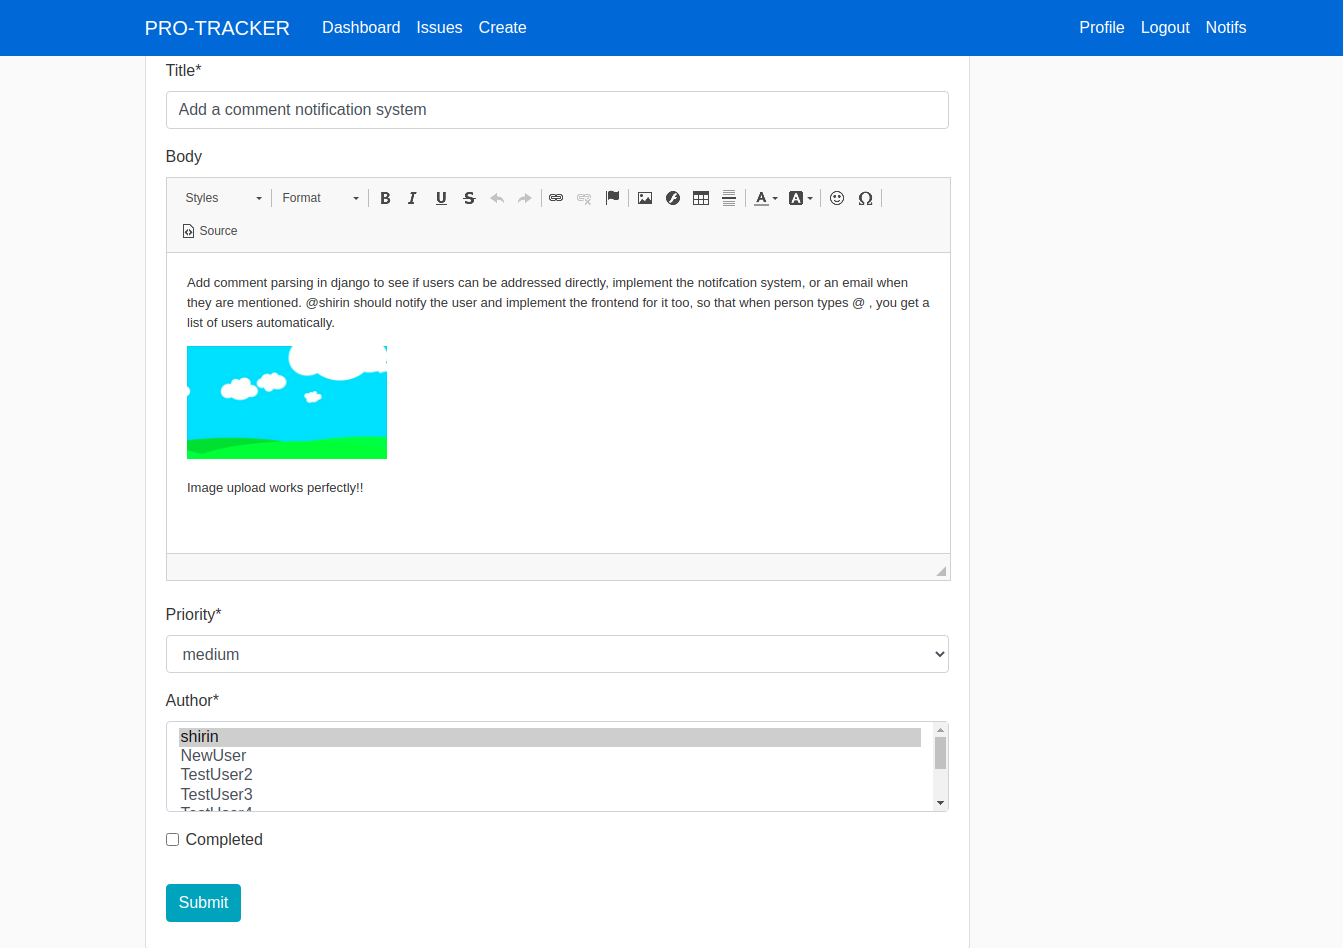 PRO-TRACKER Dashboard Issues Create Profile Logout Notifs
Title*
Add a comment notification system
Body
Styles Format B I U S A A Ω
Source
Add comment parsing in django to see if users can be addressed directly, implement the notifcation system, or an email when
they are mentioned. @shirin should notify the user and implement the frontend for it too, so that when person types @ , you get a
list of users automatically.
Image upload works perfectly!!
Priority*
medium
Author*
shirin
NewUser
TestUser2
TestUser3
TestUser4
Completed
Submit